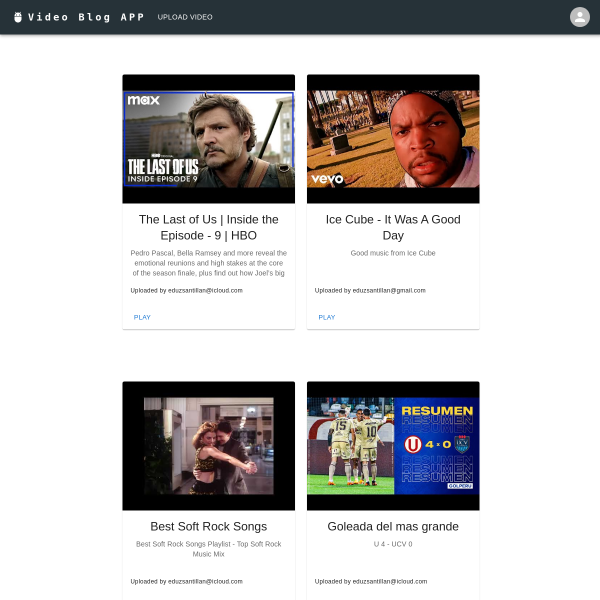 Video Blog APP
UPLOAD VIDEO
max
HBO
THE LAST OF US
INSIDE EPISODE 9
The Last of Us | Inside the
Episode - 9 | HBO
Pedro Pascal, Bella Ramsey and more reveal the
emotional reunions and high stakes at the core
of the season finale, plus find out how Joel's big
Uploaded by eduzsantillan@icloud.com
PLAY
vevo
Ice Cube - It Was A Good
Day
Good music from Ice Cube
Uploaded by eduzsantillan@gmail.com
PLAY
Best Soft Rock Songs
Best Soft Rock Songs Playlist - Top Soft Rock
Music Mix
Uploaded by eduzsantillan@icloud.com
15
10
RESUMEN
RESUMEN
U 4 x 0 UCV
RESUMEN
RESUMEN
RESUMEN
GOLPERU
Goleada del mas grande
U 4 - UCV 0
Uploaded by eduzsantillan@icloud.com